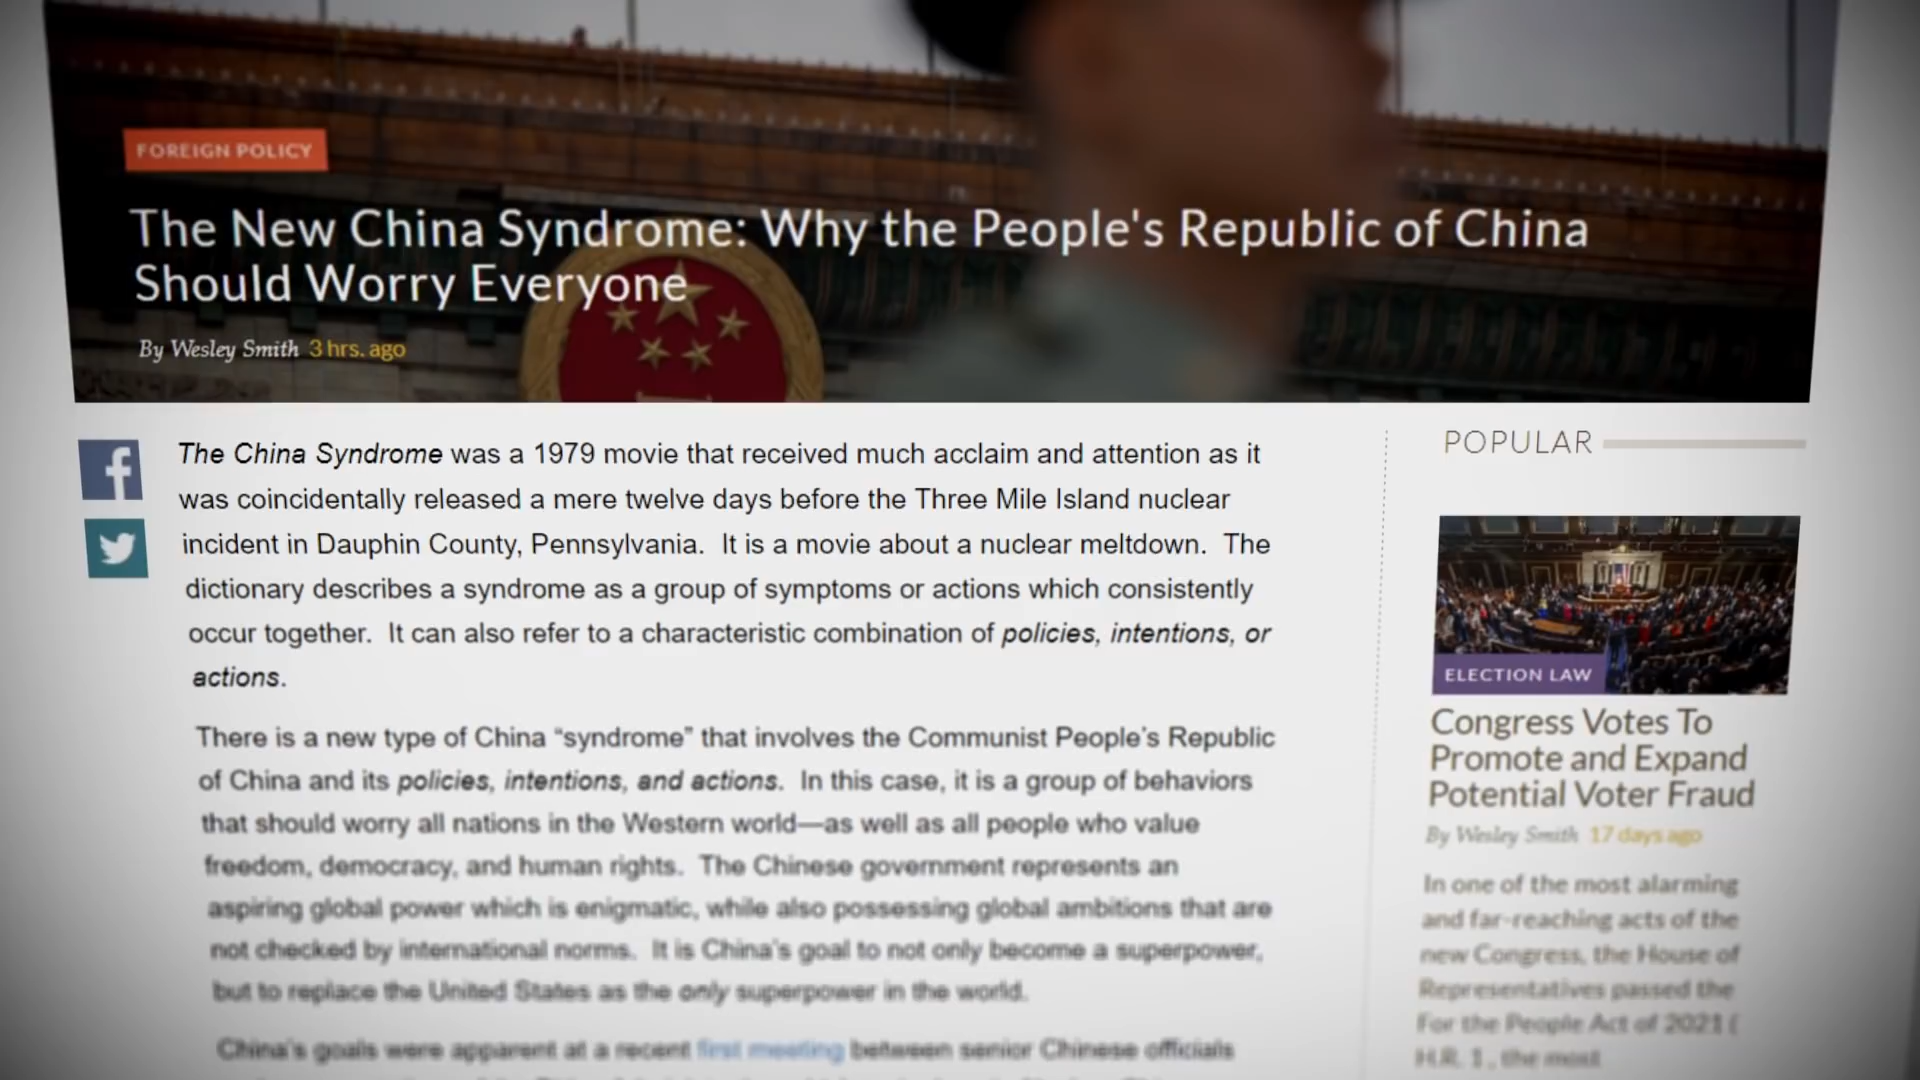 FOREIGN POLICY
The New China Syndrome: Why the People's Republic of China
Should Worry Everyone
By Wesley Smith 3 hrs. ago
The China Syndrome was a 1979 movie that received much acclaim and attention as it
was coincidentally released a mere twelve days before the Three Mile Island nuclear
incident in Dauphin County, Pennsylvania.  It is a movie about a nuclear meltdown.  The
dictionary describes a syndrome as a group of symptoms or actions which consistently
occur together.  It can also refer to a characteristic combination of policies, intentions, or
actions.
There is a new type of China “syndrome” that involves the Communist People’s Republic
of China and its policies, intentions, and actions.  In this case, it is a group of behaviors
that should worry all nations in the Western world—as well as all people who value
freedom, democracy, and human rights.  The Chinese government represents an
aspiring global power which is enigmatic, while also possessing global ambitions that are
not checked by international norms.  It is China’s goal to not only become a superpower,
but to replace the United States as the only superpower in the world.
China’s goals were apparent at a recent first meeting between senior Chinese officials
POPULAR
ELECTION LAW
Congress Votes To
Promote and Expand
Potential Voter Fraud
By Wesley Smith 17 days ago
In one of the most alarming
and far-reaching acts of the
new Congress, the House of
Representatives passed the
For the People Act of 2021 (
H.R. 1, the most